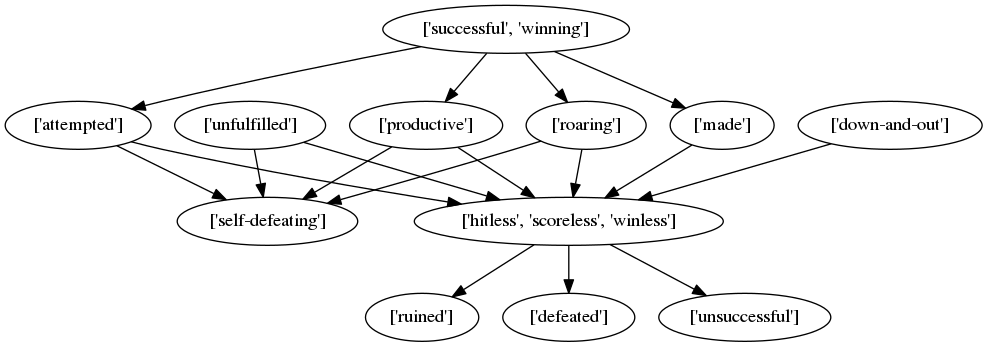 ['successful', 'winning']
['attempted']
['unfulfilled']
['productive']
['roaring']
['made']
['down-and-out']
['self-defeating']
['hitless', 'scoreless', 'winless']
['ruined']
['defeated']
['unsuccessful']